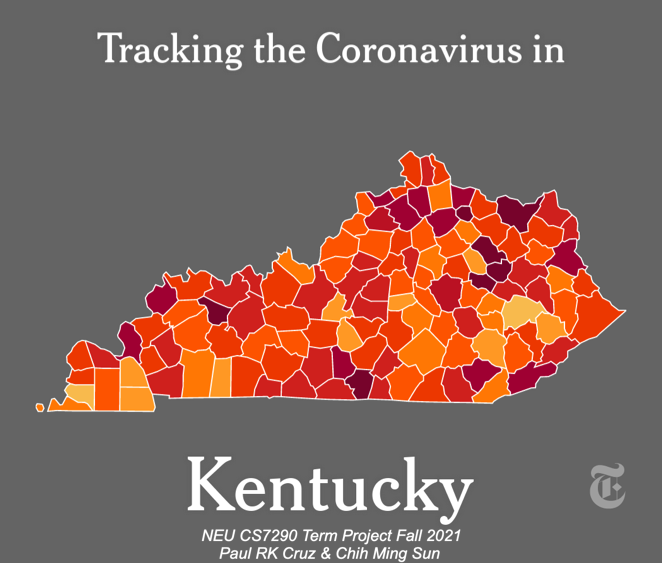 Tracking the Coronavirus in
Kentucky
NEU CS7290 Term Project Fall 2021
Paul RK Cruz & Chih Ming Sun